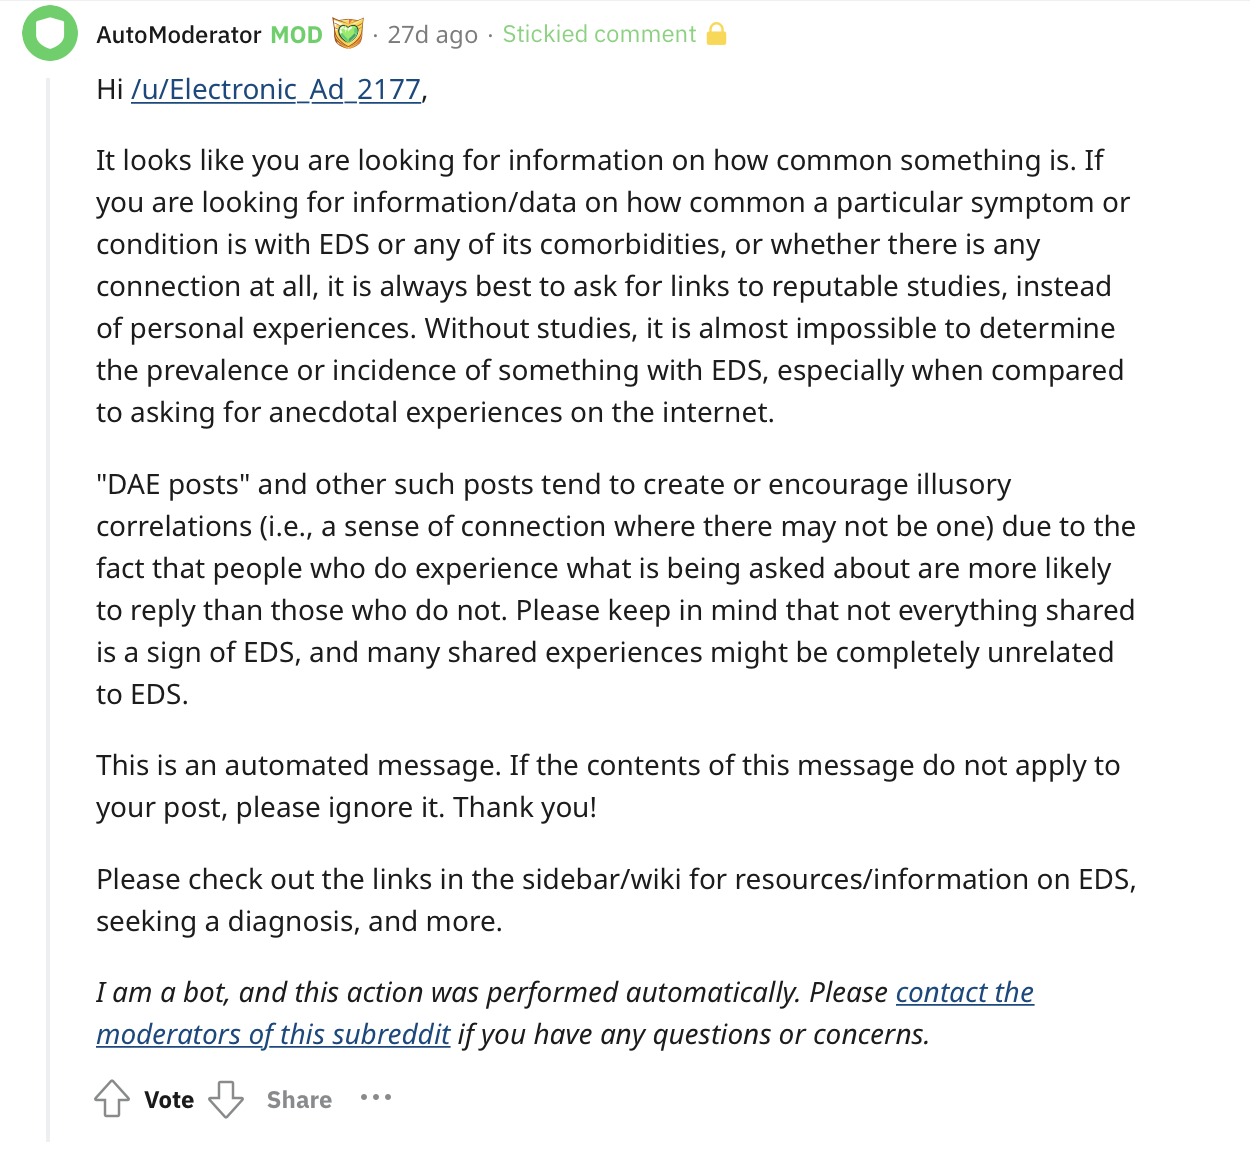 AutoModerator MOD · 27d ago · Stickied comment
Hi /u/Electronic_Ad_2177,
It looks like you are looking for information on how common something is. If
you are looking for information/data on how common a particular symptom or
condition is with EDS or any of its comorbidities, or whether there is any
connection at all, it is always best to ask for links to reputable studies, instead
of personal experiences. Without studies, it is almost impossible to determine
the prevalence or incidence of something with EDS, especially when compared
to asking for anecdotal experiences on the internet.
"DAE posts" and other such posts tend to create or encourage illusory
correlations (i.e., a sense of connection where there may not be one) due to the
fact that people who do experience what is being asked about are more likely
to reply than those who do not. Please keep in mind that not everything shared
is a sign of EDS, and many shared experiences might be completely unrelated
to EDS.
This is an automated message. If the contents of this message do not apply to
your post, please ignore it. Thank you!
Please check out the links in the sidebar/wiki for resources/information on EDS,
seeking a diagnosis, and more.
I am a bot, and this action was performed automatically. Please contact the
moderators of this subreddit if you have any questions or concerns.
Vote Share ···